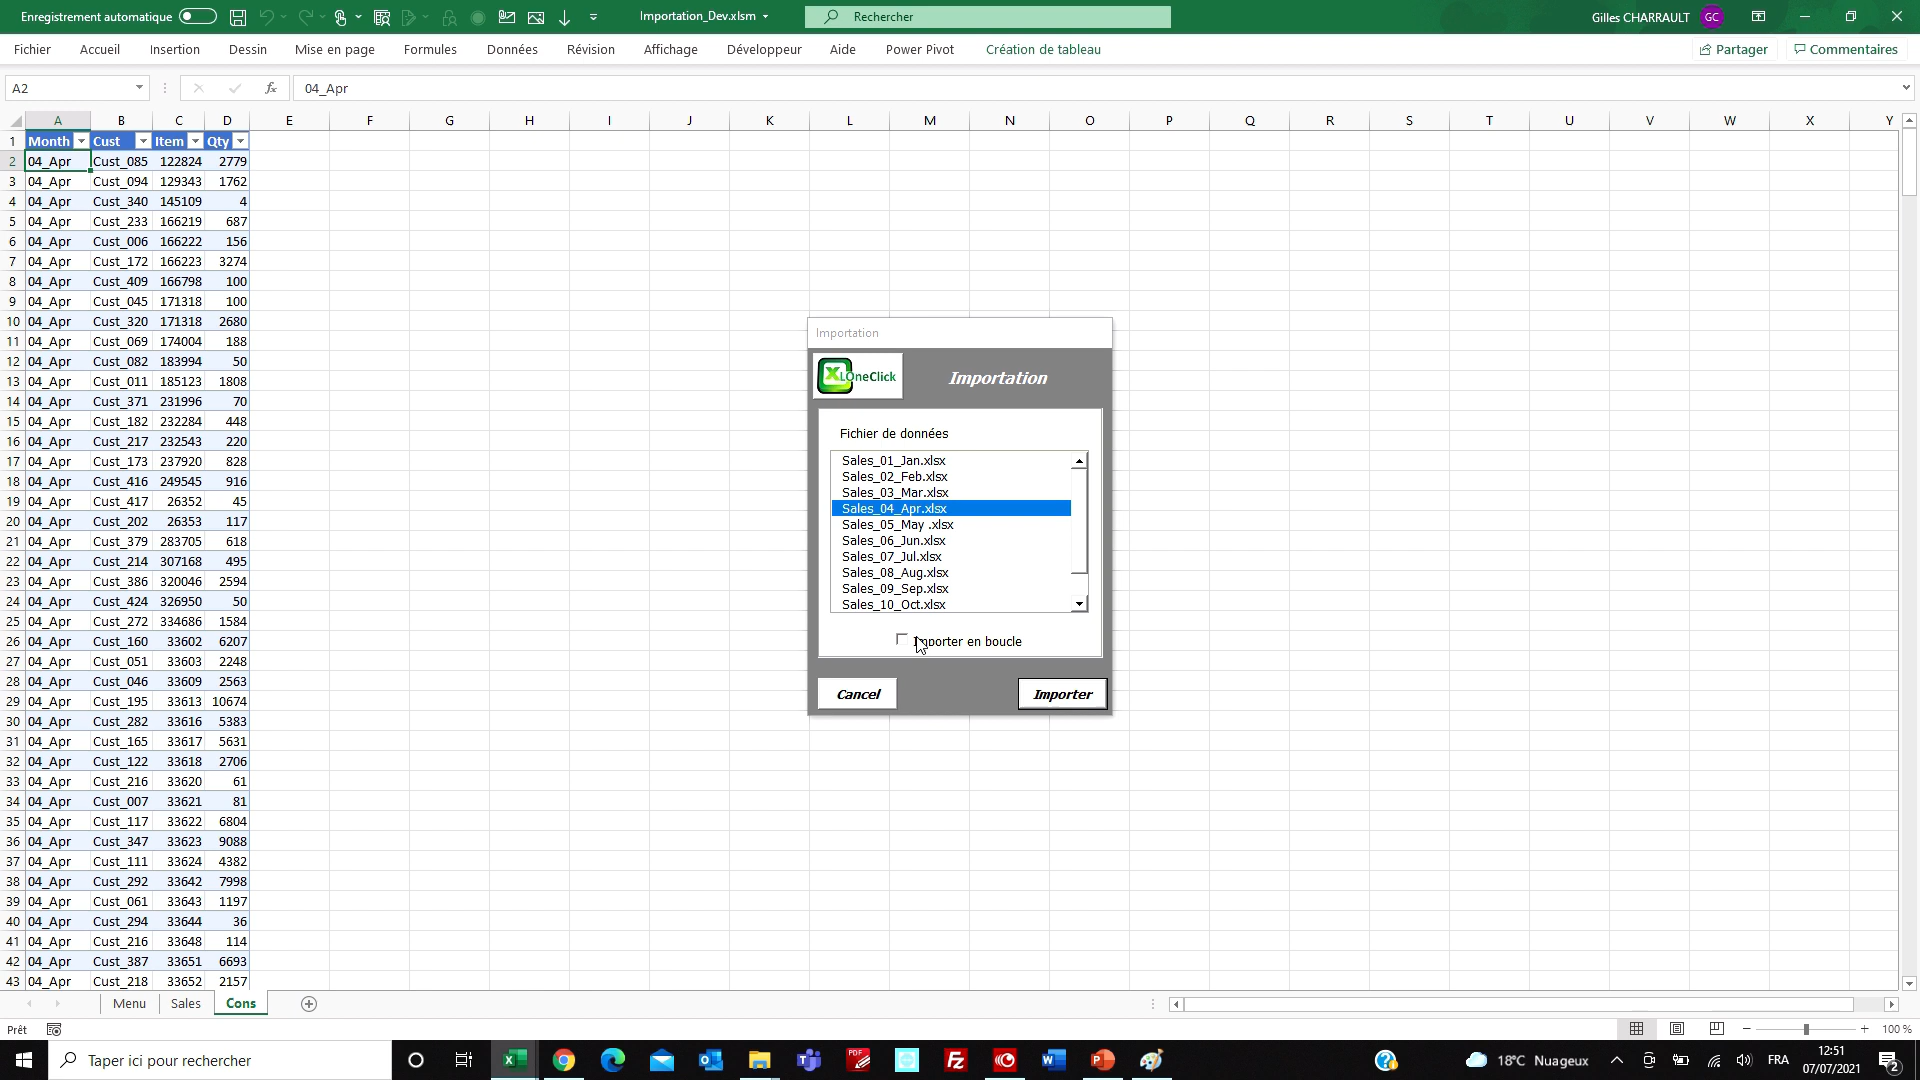 Enregistrement automatique
Importation_Dev.xlsm
Rechercher
Gilles CHARRAULT GC
Fichier Accueil Insertion Dessin Mise en page Formules Données Révision Affichage Développeur Aide Power Pivot Création de tableau Partager Commentaires
A2 fx 04_Apr
A B C D E F G H I J K L M N O P Q R S T U V W X Y
1 Month Cust Item Qty
2 04_Apr Cust_085 122824 2779
3 04_Apr Cust_094 129343 1762
4 04_Apr Cust_340 145109 4
5 04_Apr Cust_233 166219 687
6 04_Apr Cust_006 166222 156
7 04_Apr Cust_172 166223 3274
8 04_Apr Cust_409 166798 100
9 04_Apr Cust_045 171318 100
10 04_Apr Cust_320 171318 2680
11 04_Apr Cust_069 174004 188
12 04_Apr Cust_082 183994 50
13 04_Apr Cust_011 185123 1808
14 04_Apr Cust_371 231996 70
15 04_Apr Cust_182 232284 448
16 04_Apr Cust_217 232543 220
17 04_Apr Cust_173 237920 828
18 04_Apr Cust_416 249545 916
19 04_Apr Cust_417 26352 45
20 04_Apr Cust_202 26353 117
21 04_Apr Cust_379 283705 618
22 04_Apr Cust_214 307168 495
23 04_Apr Cust_386 320046 2594
24 04_Apr Cust_424 326950 50
25 04_Apr Cust_272 334686 1584
26 04_Apr Cust_160 33602 6207
27 04_Apr Cust_051 33603 2248
28 04_Apr Cust_046 33609 2563
29 04_Apr Cust_195 33613 10674
30 04_Apr Cust_282 33616 5383
31 04_Apr Cust_165 33617 5631
32 04_Apr Cust_122 33618 2706
33 04_Apr Cust_216 33620 61
34 04_Apr Cust_007 33621 81
35 04_Apr Cust_117 33622 6804
36 04_Apr Cust_347 33623 9088
37 04_Apr Cust_111 33624 4382
38 04_Apr Cust_292 33642 7998
39 04_Apr Cust_061 33643 1197
40 04_Apr Cust_294 33644 36
41 04_Apr Cust_216 33648 114
42 04_Apr Cust_387 33651 6693
43 04_Apr Cust_218 33652 2157
Importation
XLOneClick
Importation
Fichier de données
Sales_01_Jan.xlsx
Sales_02_Feb.xlsx
Sales_03_Mar.xlsx
Sales_04_Apr.xlsx
Sales_05_May .xlsx
Sales_06_Jun.xlsx
Sales_07_Jul.xlsx
Sales_08_Aug.xlsx
Sales_09_Sep.xlsx
Sales_10_Oct.xlsx
Importer en boucle
Cancel Importer
Menu Sales Cons
Prêt 100 %
Taper ici pour rechercher
PDF
18°C Nuageux
FRA
12:51
07/07/2021
2